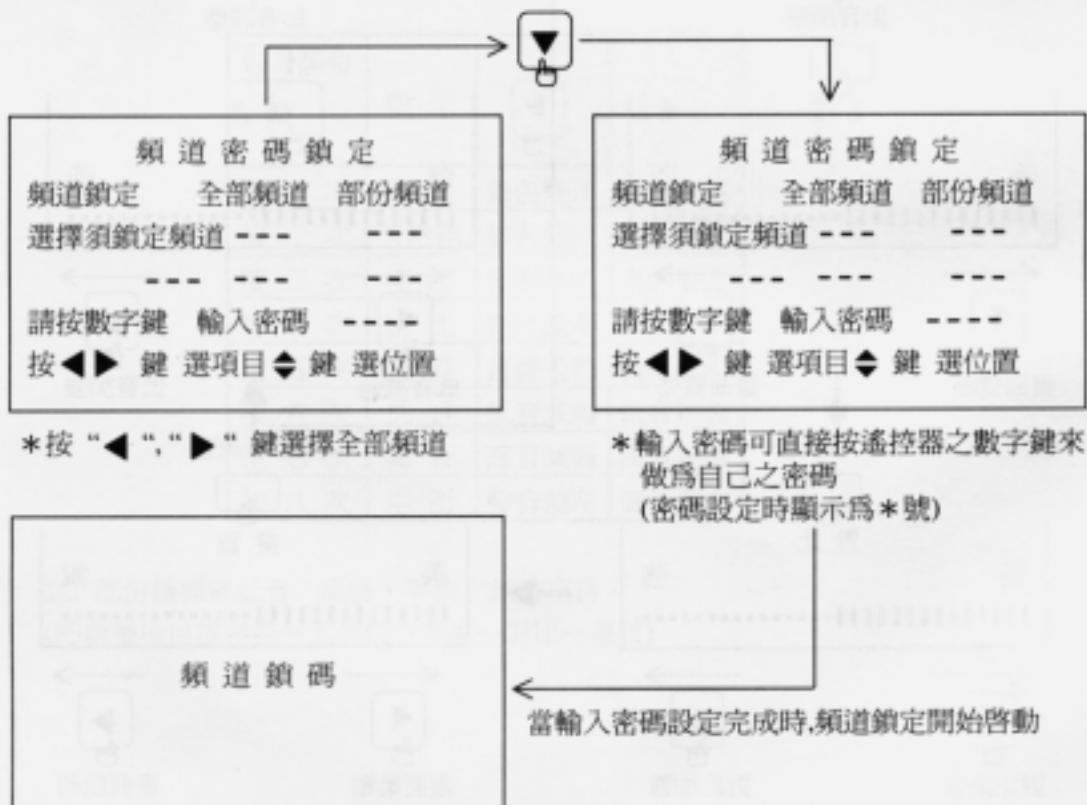 頻道密碼鎖定
頻道鎖定 全部頻道 部份頻道
選擇須鎖定頻道 --- ---
--- --- ---
請按數字鍵 輸入密碼 ----
按◀▶ 鍵 選項目◆ 鍵 選位置
＊按 “◀“,“▶“ 鍵選擇全部頻道
頻道密碼鎖定
頻道鎖定 全部頻道 部份頻道
選擇須鎖定頻道 --- ---
--- --- ---
請按數字鍵 輸入密碼 ----
按◀▶ 鍵 選項目◆ 鍵 選位置
＊輸入密碼可直接按遙控器之數字鍵來
做爲自己之密碼
(密碼設定時顯示爲＊號)
頻道鎖碼
當輸入密碼設定完成時,頻道鎖定開始啓動